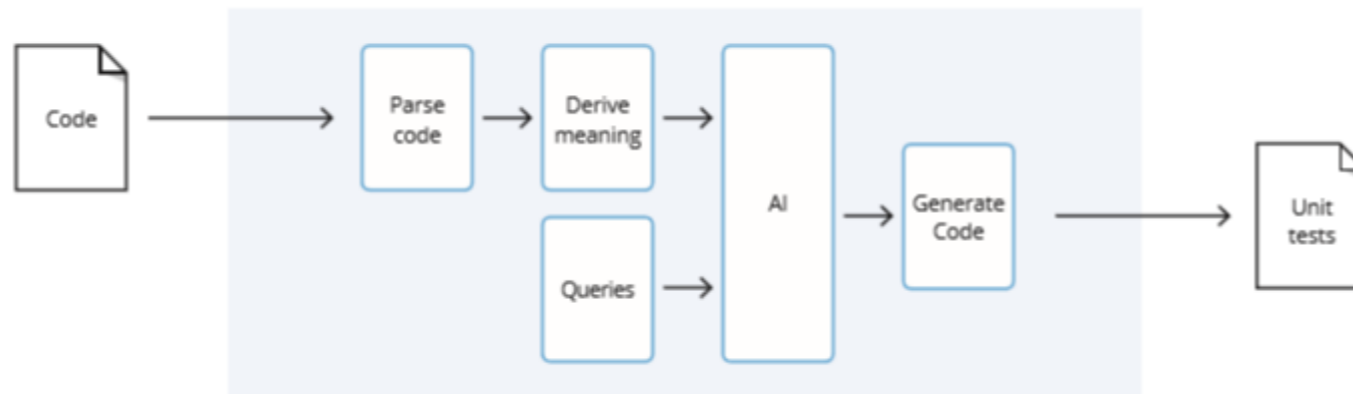 Code
Parse
code
Derive
meaning
Queries
AI
Generate
Code
Unit
tests